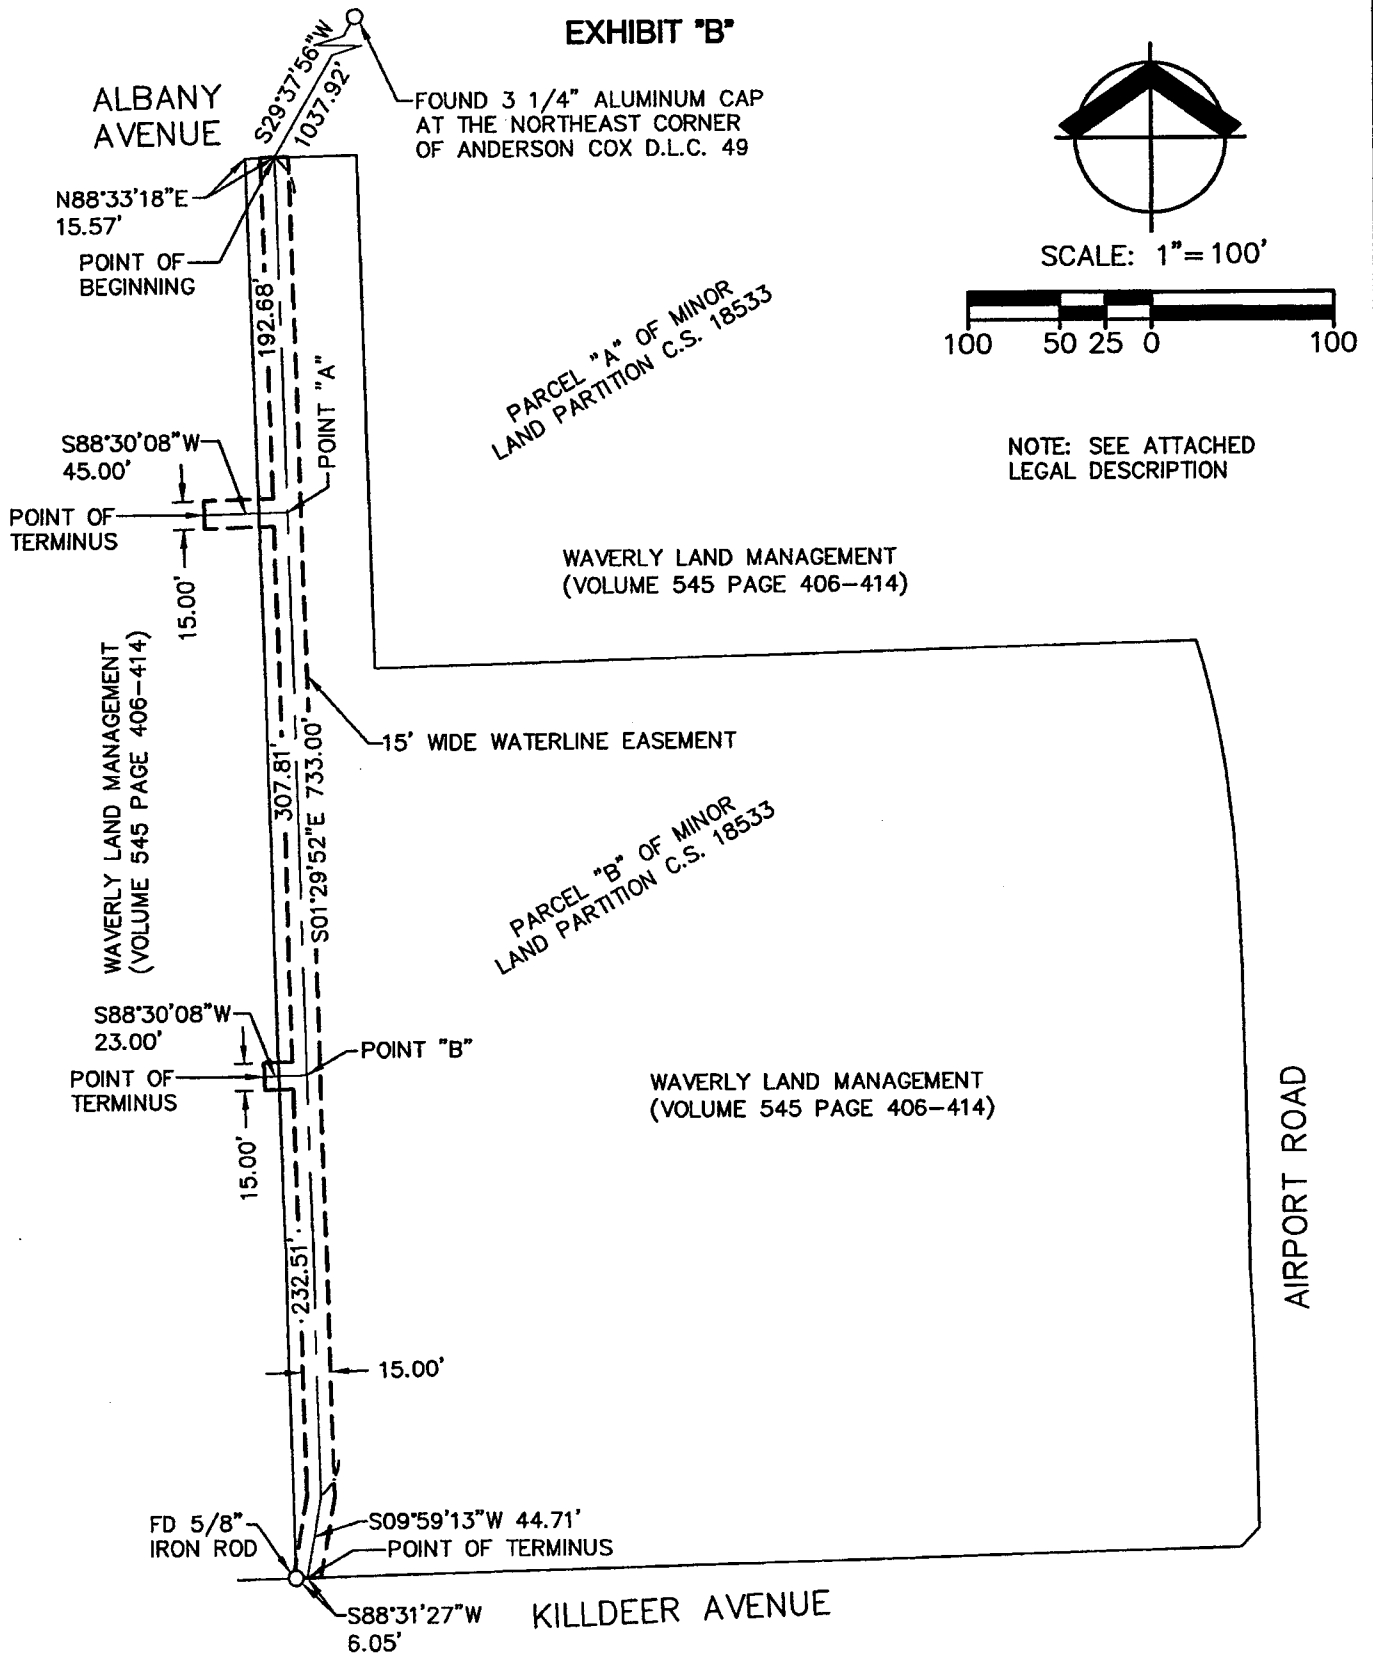 EXHIBIT "B"
ALBANY
AVENUE
S29°37'56"W
1037.92'
FOUND 3 1/4" ALUMINUM CAP
AT THE NORTHEAST CORNER
OF ANDERSON COX D.L.C. 49
N88°33'18"E
15.57'
POINT OF
BEGINNING
SCALE: 1"=100'
100 50 25 0 100
192.68'
POINT "A"
PARCEL "A" OF MINOR
LAND PARTITION C.S. 18533
NOTE: SEE ATTACHED
LEGAL DESCRIPTION
S88°30'08"W
45.00'
POINT OF
TERMINUS
15.00'
WAVERLY LAND MANAGEMENT
(VOLUME 545 PAGE 406-414)
WAVERLY LAND MANAGEMENT
(VOLUME 545 PAGE 406-414)
15' WIDE WATERLINE EASEMENT
307.81'
S01°29'52"E 733.00'
PARCEL "B" OF MINOR
LAND PARTITION C.S. 18533
S88°30'08"W
23.00'
POINT "B"
POINT OF
TERMINUS
15.00'
WAVERLY LAND MANAGEMENT
(VOLUME 545 PAGE 406-414)
AIRPORT ROAD
232.51'
15.00'
FD 5/8"
IRON ROD
S09°59'13"W 44.71'
POINT OF TERMINUS
S88°31'27"W
6.05'
KILLDEER AVENUE